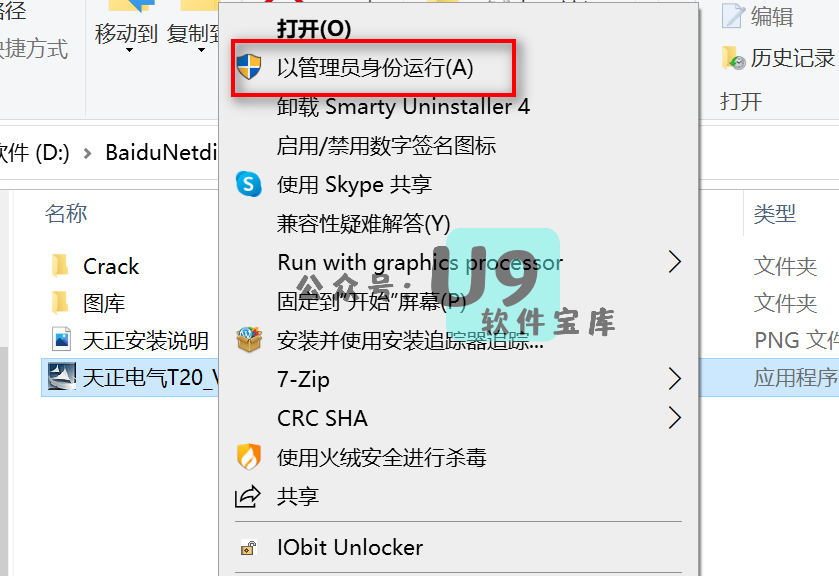 路径
快捷方式
移动到 复制到
编辑
历史记录
打开
软件 (D:) > BaiduNetdi
名称
类型
Crack
文件夹
图库
文件夹
天正安装说明
PNG 文件
天正电气T20_V
应用程序
打开(O)
以管理员身份运行(A)
卸载 Smarty Uninstaller 4
启用/禁用数字签名图标
使用 Skype 共享
兼容性疑难解答(Y)
Run with graphics processor
固定到"开始"屏幕(P)
安装并使用安装追踪器追踪...
7-Zip
CRC SHA
使用火绒安全进行杀毒
共享
IObit Unlocker
公众号:
U9
软件宝库